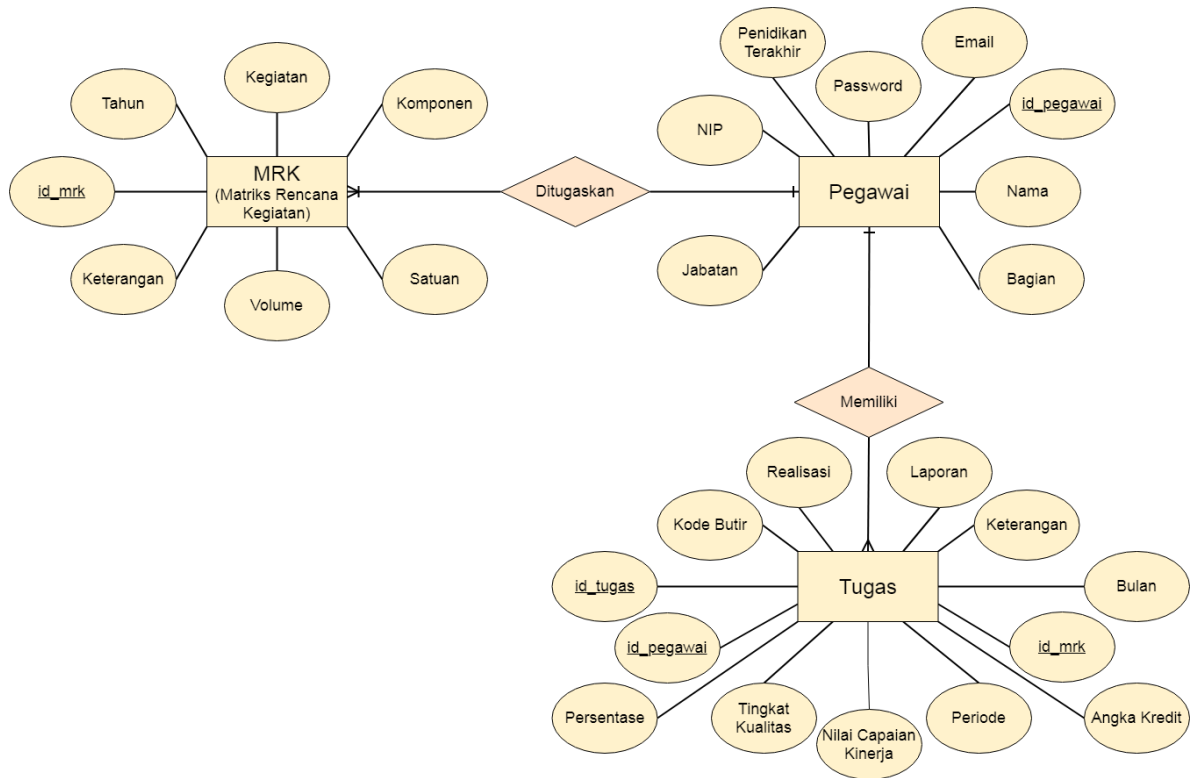 Penidikan
Terakhir
Email
Kegiatan
Password
Tahun
Komponen
id_pegawai
NIP
MRK
(Matriks Rencana
Kegiatan)
id_mrk
Ditugaskan
Pegawai
Nama
Keterangan
Volume
Satuan
Jabatan
Bagian
Memiliki
Realisasi
Laporan
Kode Butir
Keterangan
id_tugas
Tugas
Bulan
id_pegawai
id_mrk
Persentase
Tingkat
Kualitas
Nilai Capaian
Kinerja
Periode
Angka Kredit